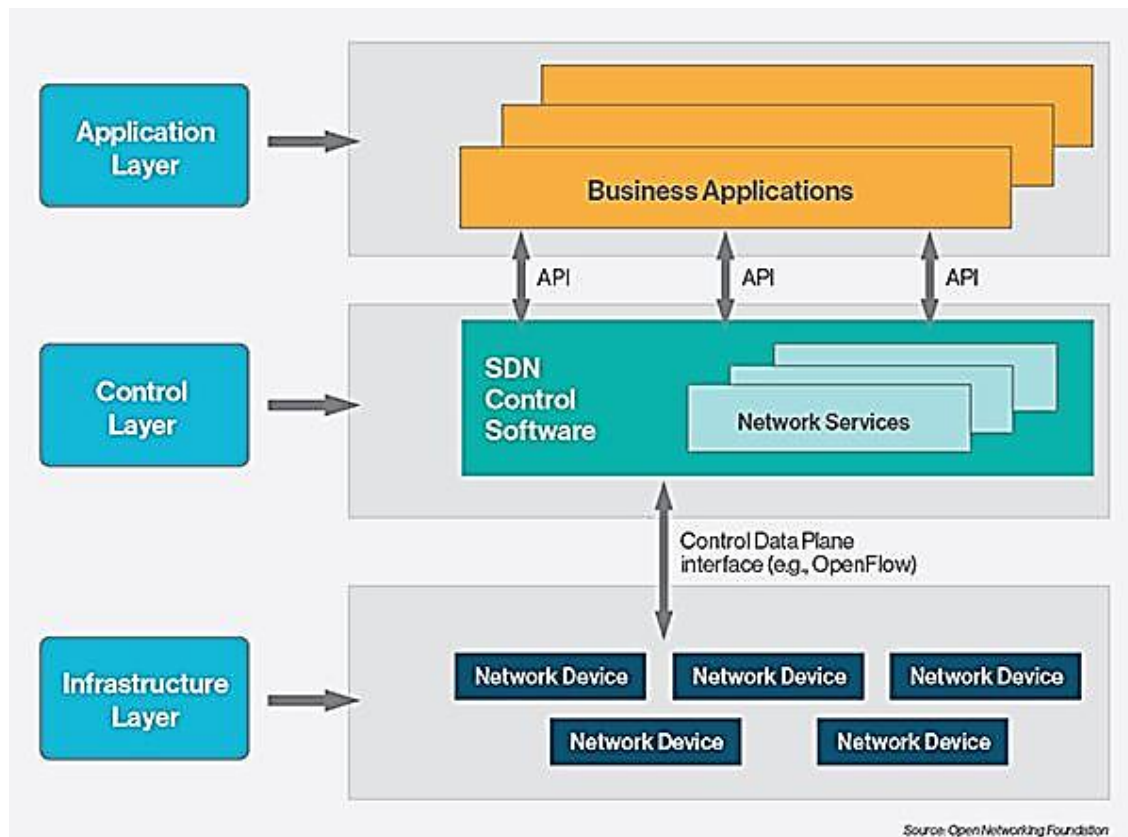 Application
Layer
Business Applications
API
API
API
Control
Layer
SDN
Control
Software
Network Services
Control Data Plane
interface (e.g., OpenFlow)
Infrastructure
Layer
Network Device
Network Device
Network Device
Network Device
Network Device
Source: Open Networking Foundation